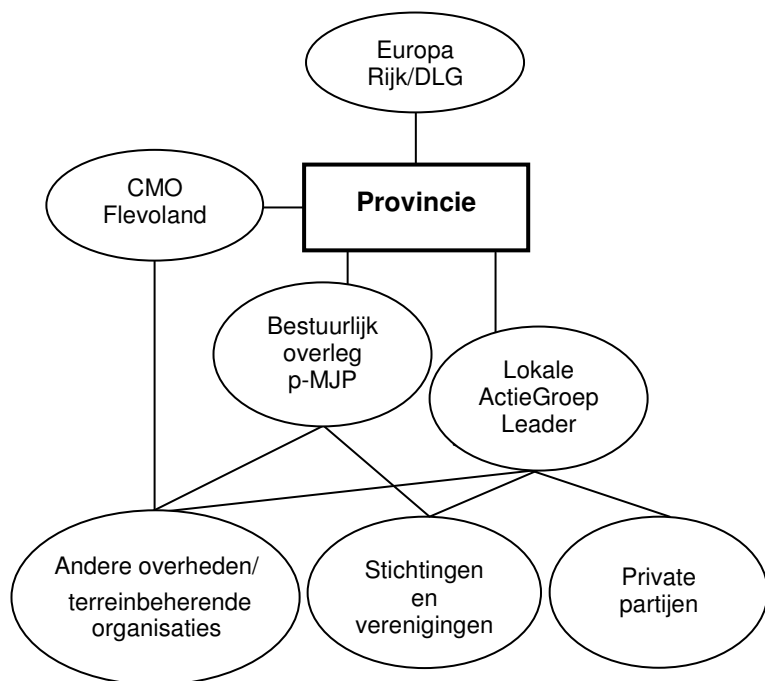 Europa
Rijk/DLG
CMO
Flevoland
Provincie
Bestuurlijk
overleg
p-MJP
Lokale
ActieGroep
Leader
Andere overheden/
terreinbeherende
organisaties
Stichtingen
en
verenigingen
Private
partijen